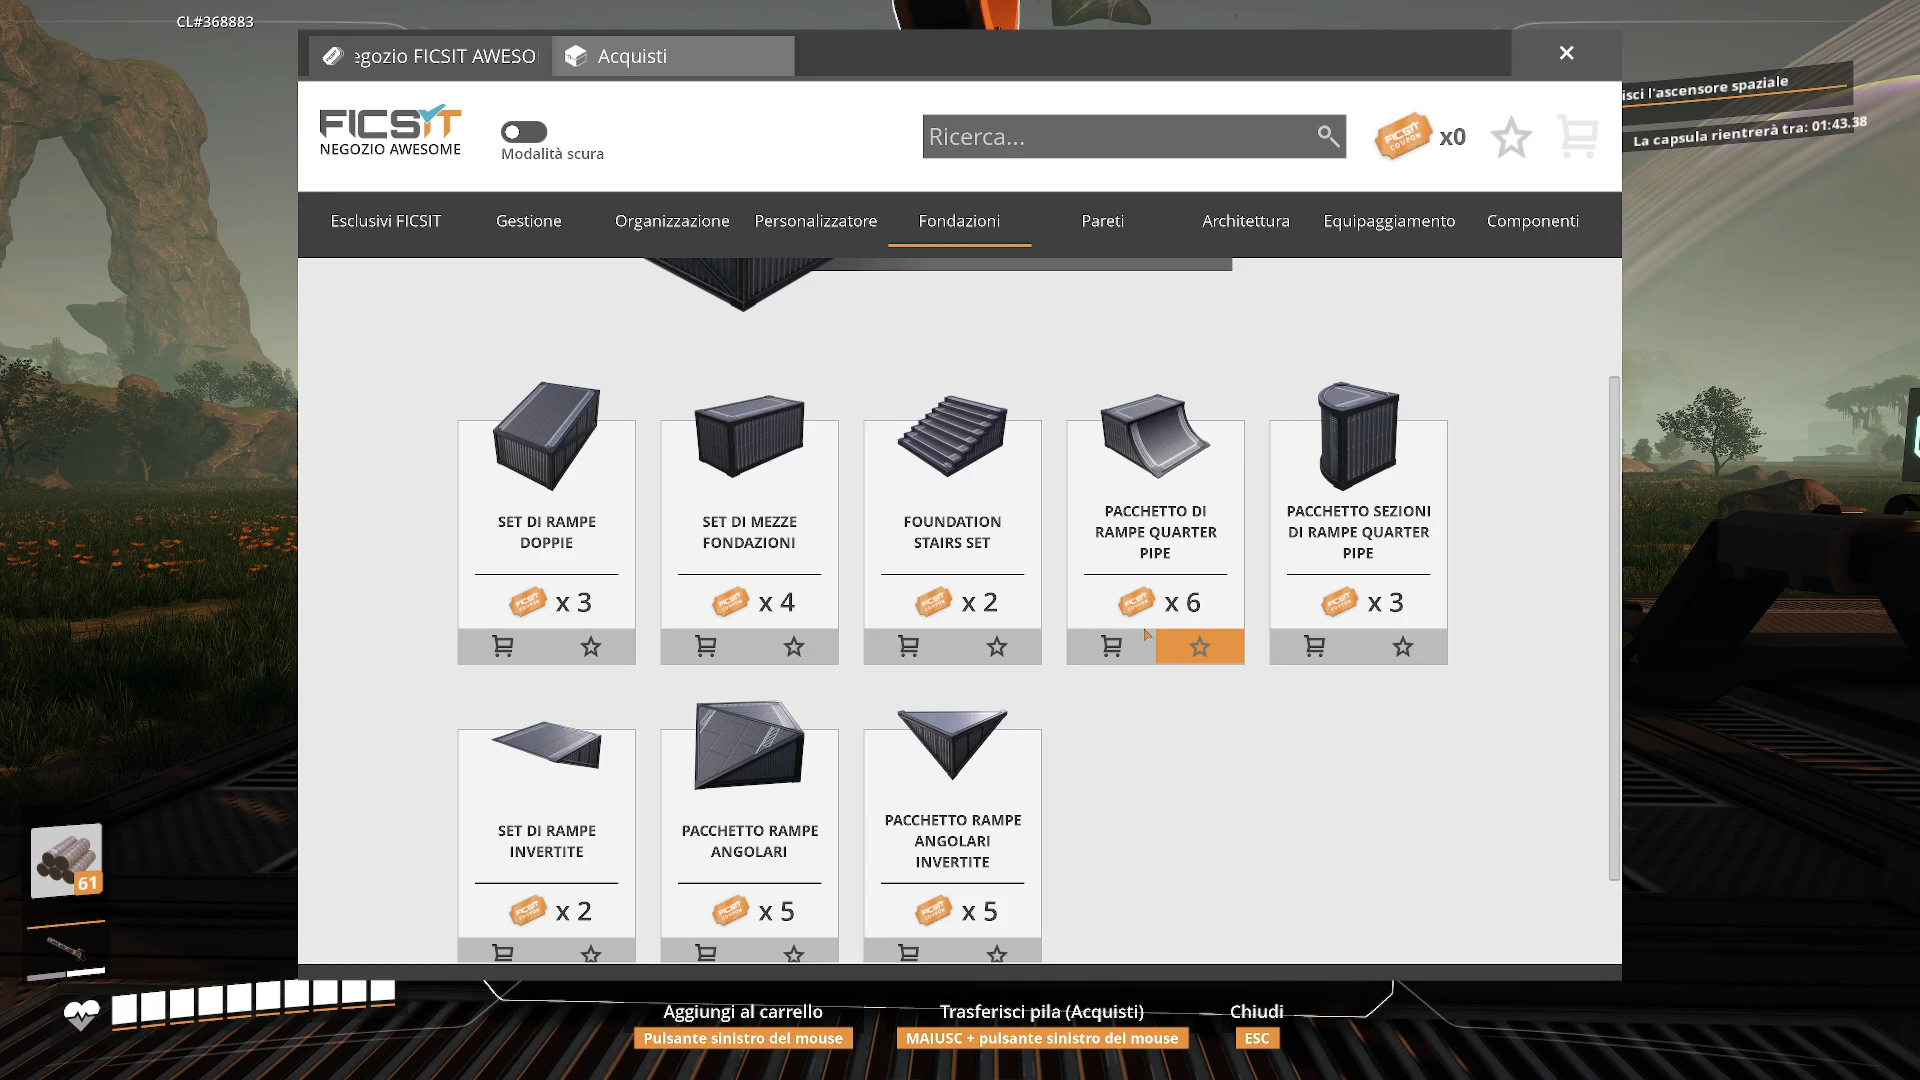 CL#368883
egozio FICSIT AWESO
Acquisti
isci l'ascensore spaziale
La capsula rientrerà tra: 01:43.38
FICSIT
NEGOZIO AWESOME
Modalità scura
Ricerca...
FICSIT COUPON
x0
Esclusivi FICSIT
Gestione
Organizzazione
Personalizzatore
Fondazioni
Pareti
Architettura
Equipaggiamento
Componenti
SET DI RAMPE
DOPPIE
x 3
SET DI MEZZE
FONDAZIONI
x 4
FOUNDATION
STAIRS SET
x 2
PACCHETTO DI
RAMPE QUARTER
PIPE
x 6
PACCHETTO SEZIONI
DI RAMPE QUARTER
PIPE
x 3
SET DI RAMPE
INVERTITE
x 2
PACCHETTO RAMPE
ANGOLARI
x 5
PACCHETTO RAMPE
ANGOLARI
INVERTITE
x 5
61
Aggiungi al carrello
Pulsante sinistro del mouse
Trasferisci pila (Acquisti)
MAIUSC + pulsante sinistro del mouse
Chiudi
ESC